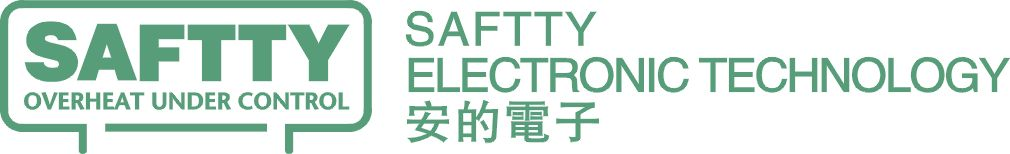 SAFTTY
OVERHEAT UNDER CONTROL
SAFTTY
ELECTRONIC TECHNOLOGY
安的電子